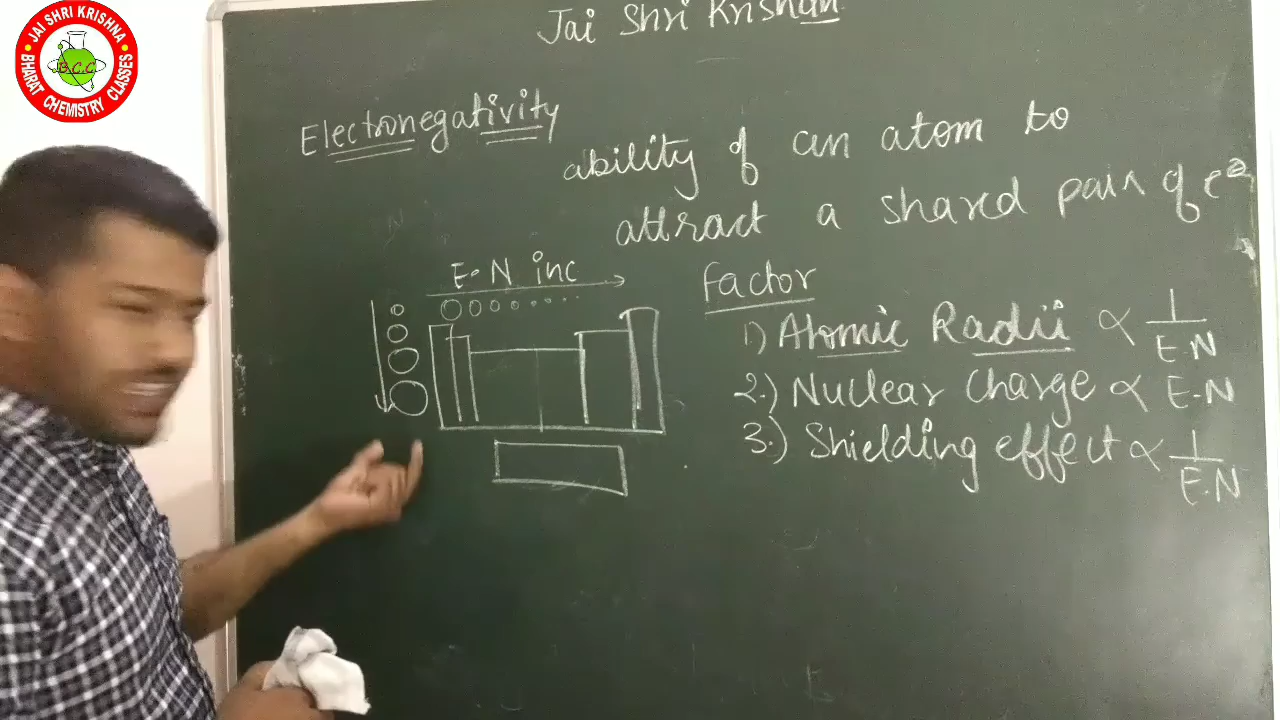 JAI SHRI KRISHNA
B.C.C
BHARAT CHEMISTRY CLASSES
Jai Shri Krishan
Electronegativity
ability of an atom to
attract a shared pair of
E.N inc
Factor
1) Atomic Radii ∝ 1/E.N
2.) Nuclear Charge ∝ E.N
3.) Shielding effect ∝ 1/E.N